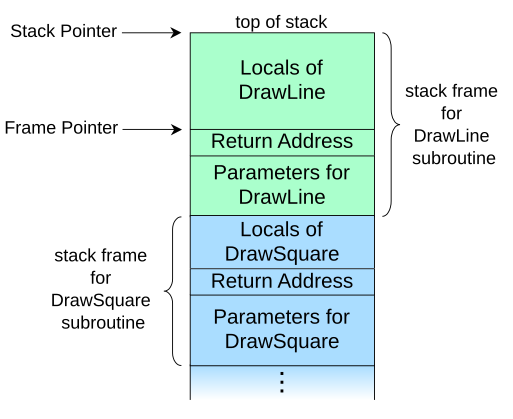 top of stack
Stack Pointer
Locals of
DrawLine
stack frame
for
DrawLine
subroutine
Frame Pointer
Return Address
Parameters for
DrawLine
Locals of
DrawSquare
stack frame
for
DrawSquare
subroutine
Return Address
Parameters for
DrawSquare
⋮